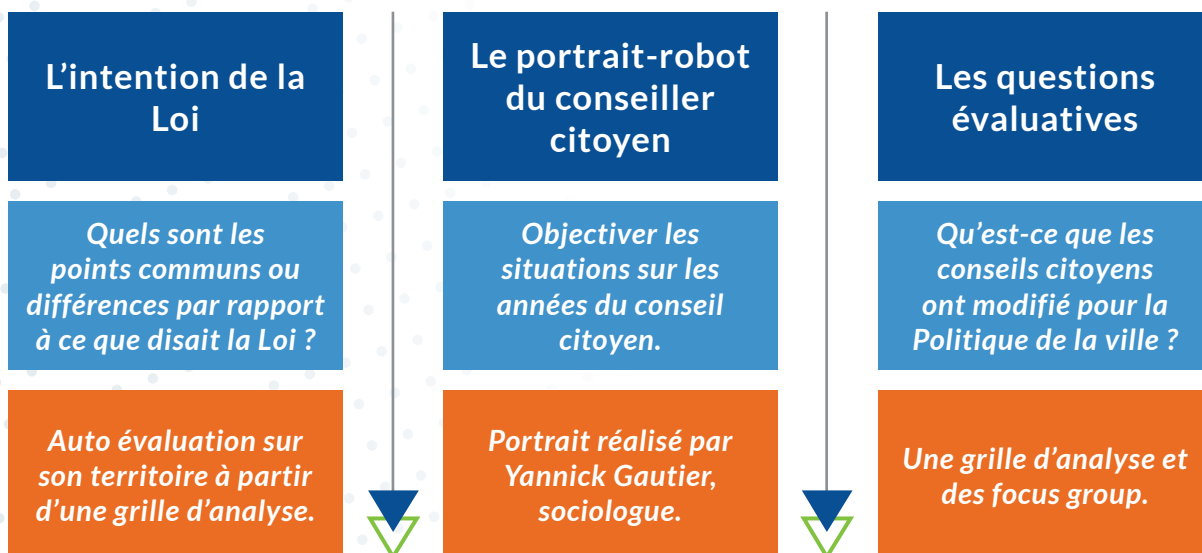 L’intention de la
Loi
Quels sont les
points communs ou
différences par rapport
à ce que disait la Loi ?
Auto évaluation sur
son territoire à partir
d’une grille d’analyse.
Le portrait-robot
du conseiller
citoyen
Objectiver les
situations sur les
années du conseil
citoyen.
Portrait réalisé par
Yannick Gautier,
sociologue.
Les questions
évaluatives
Qu’est-ce que les
conseils citoyens
ont modifié pour la
Politique de la ville ?
Une grille d’analyse et
des focus group.